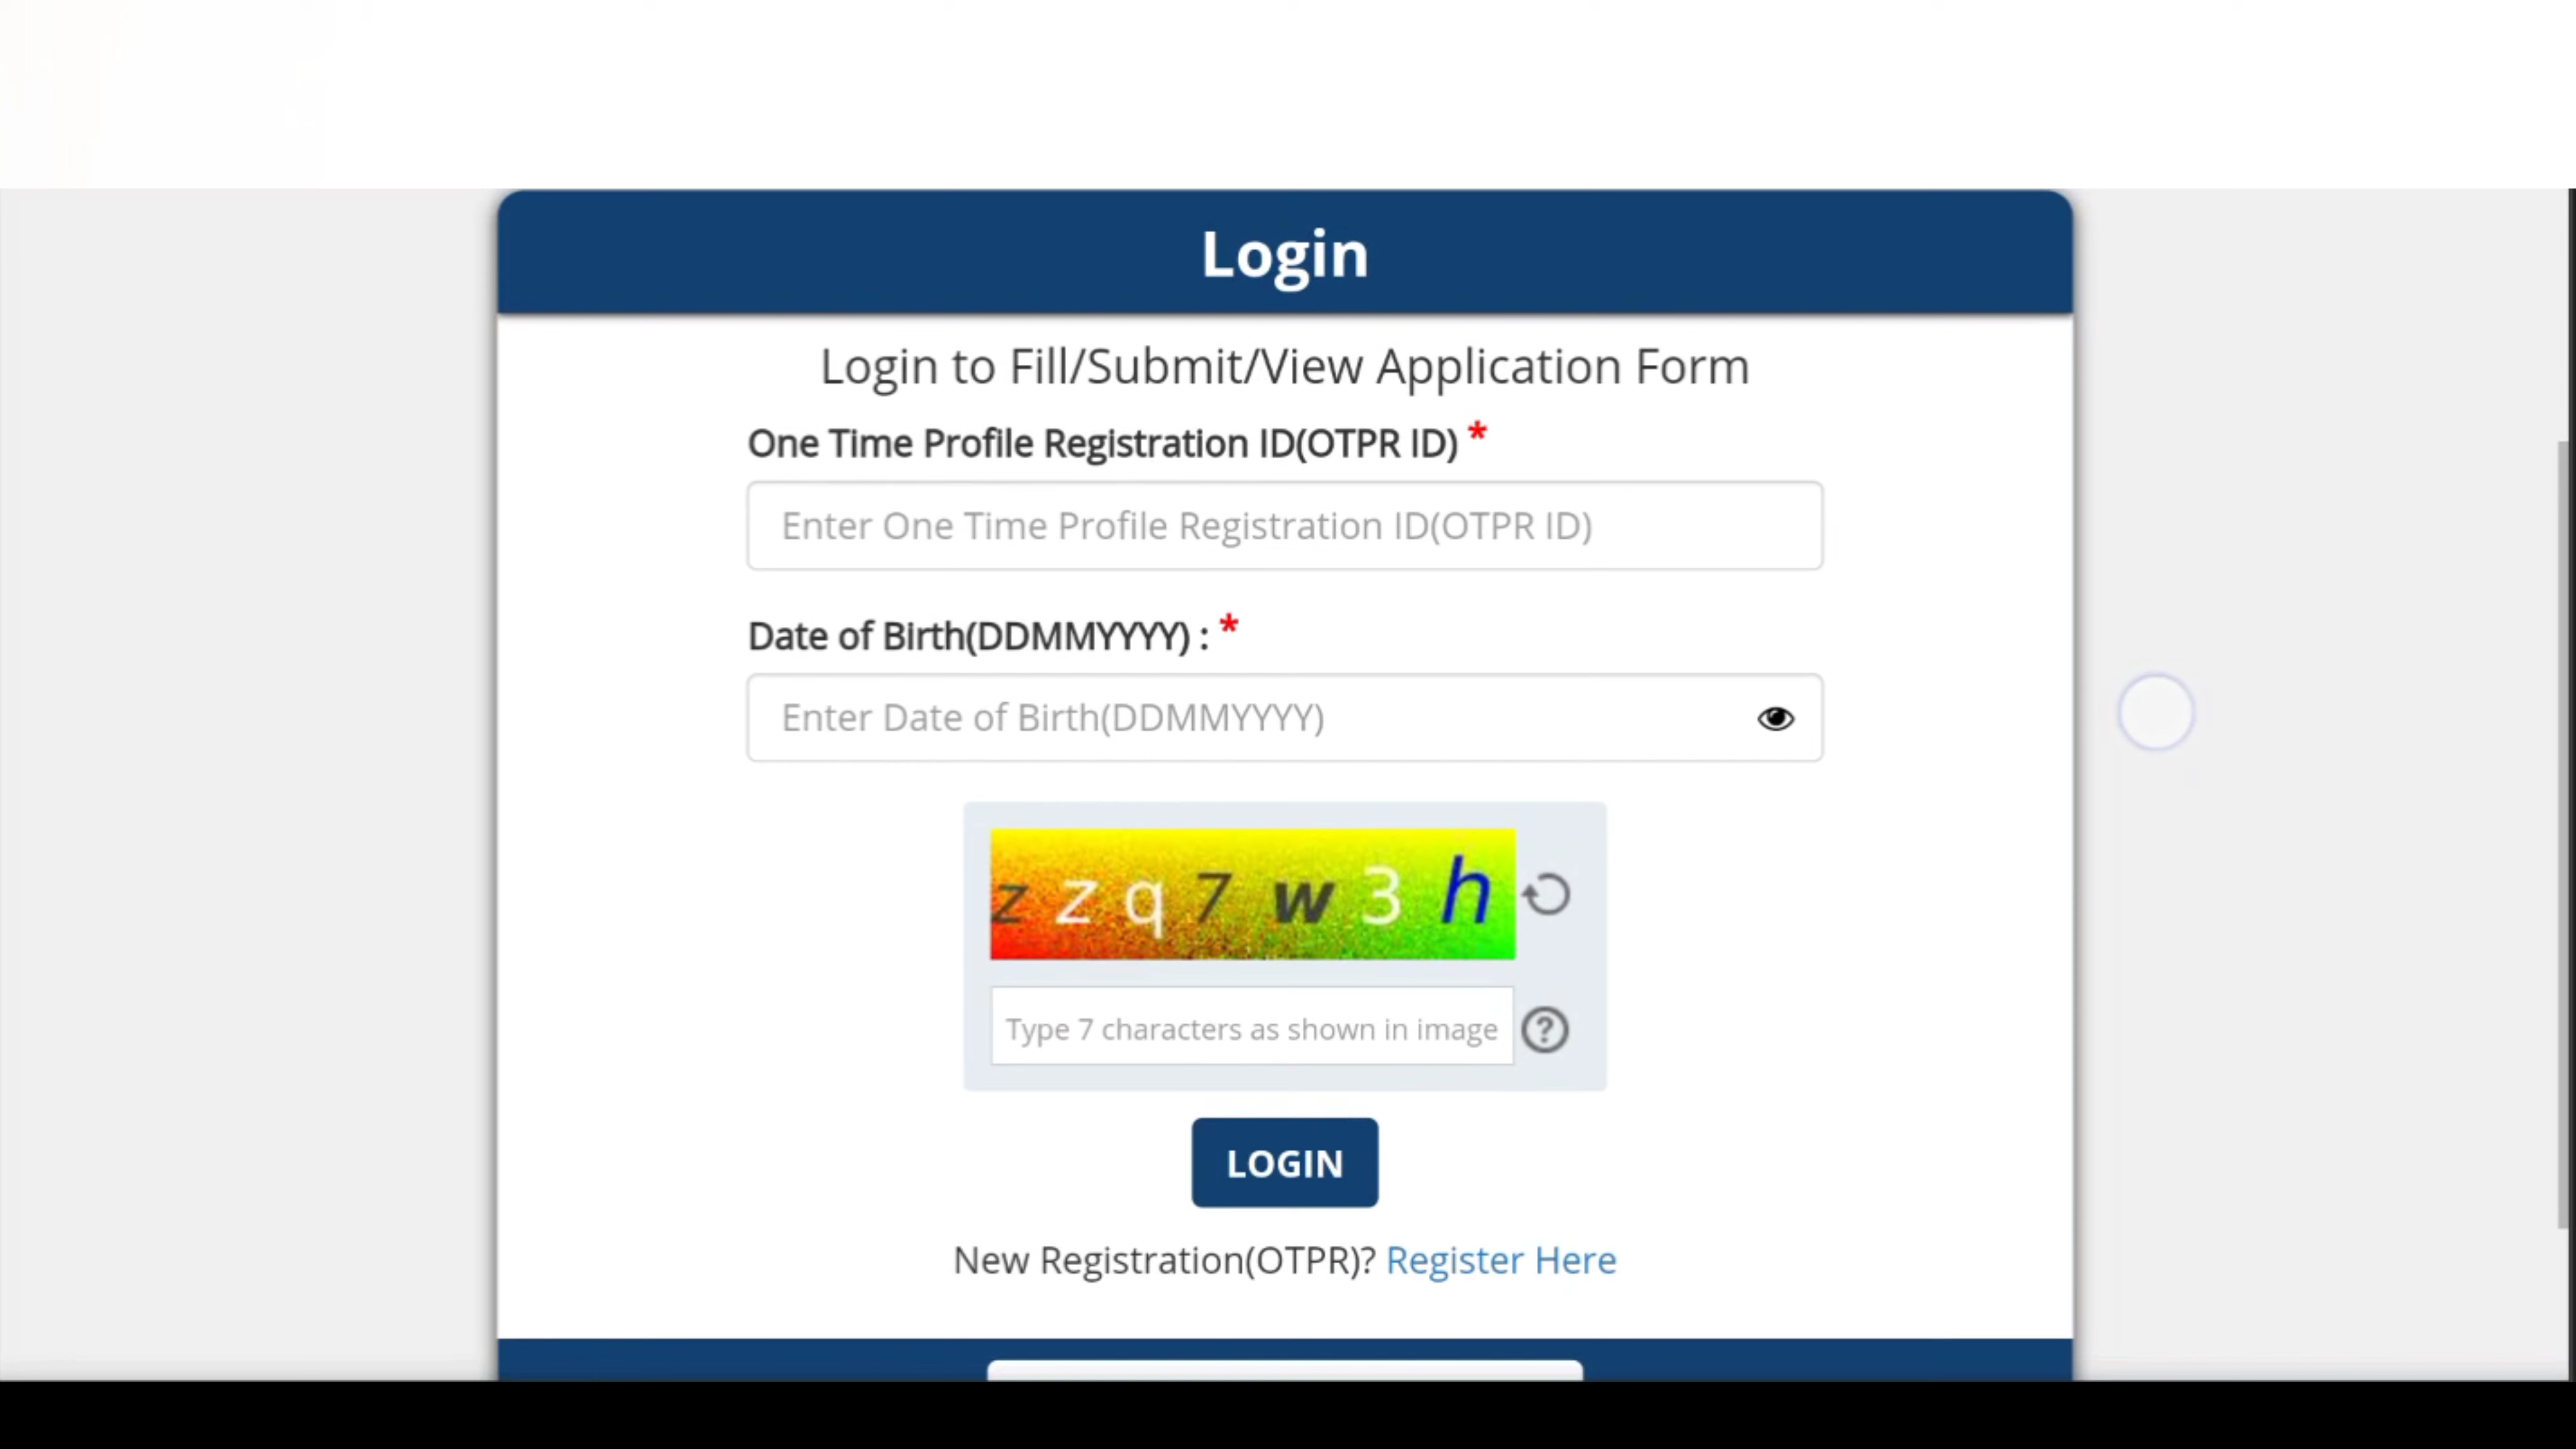 Login
Login to Fill/Submit/View Application Form
One Time Profile Registration ID(OTPR ID) *
Enter One Time Profile Registration ID(OTPR ID)
Date of Birth(DDMMYYYY) : *
Enter Date of Birth(DDMMYYYY)
z z q 7 w 3 h
Type 7 characters as shown in image
LOGIN
New Registration(OTPR)? Register Here